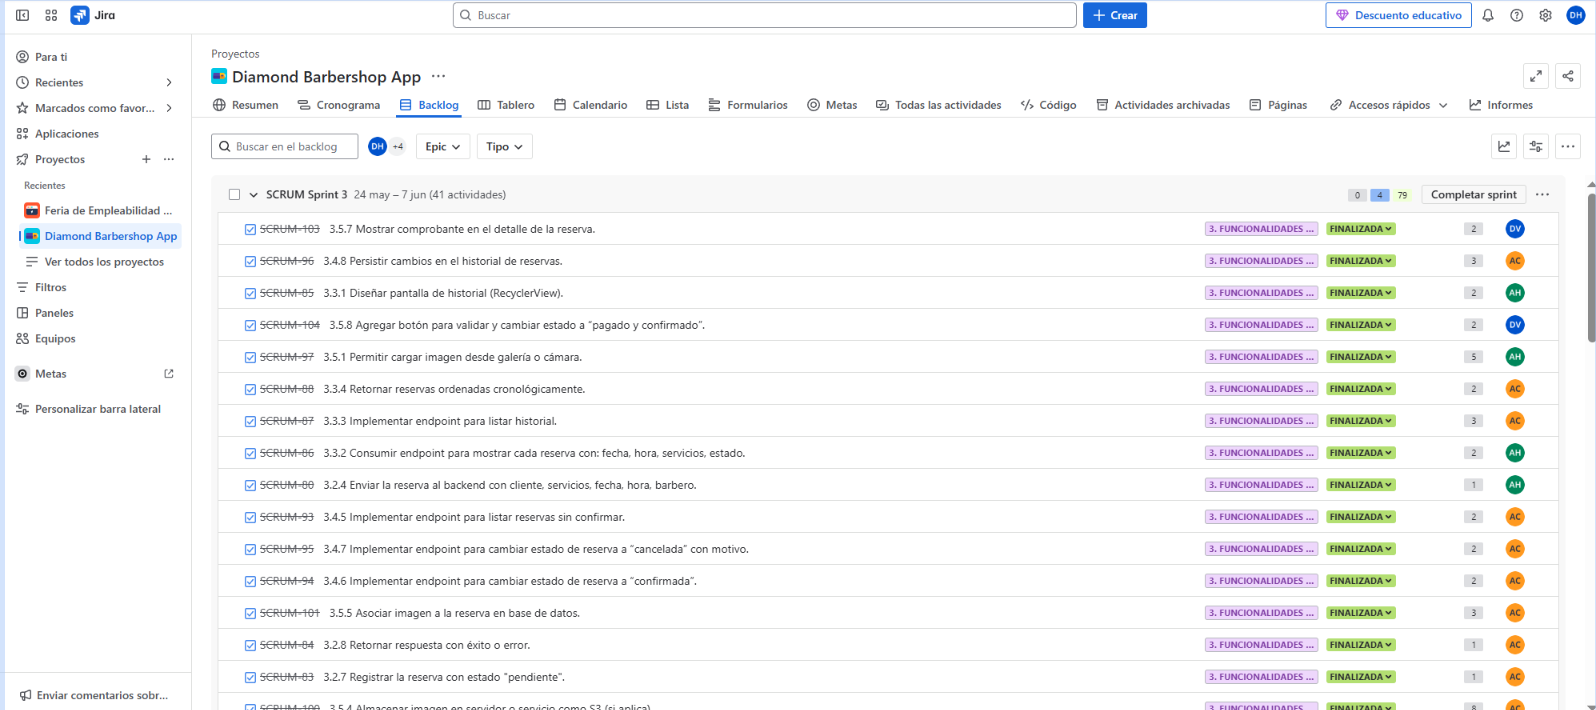 Jira
Buscar
Crear
Descuento educativo
DH
Para ti
Recientes
Marcados como favor...
Aplicaciones
Proyectos
Recientes
Feria de Empleabilidad ...
Diamond Barbershop App
Ver todos los proyectos
Filtros
Paneles
Equipos
Metas
Personalizar barra lateral
Enviar comentarios sobr...
Proyectos
Diamond Barbershop App
Resumen Cronograma Backlog Tablero Calendario Lista Formularios Metas Todas las actividades Código Actividades archivadas Páginas Accesos rápidos Informes
Buscar en el backlog DH +4 Epic Tipo
SCRUM Sprint 3 24 may – 7 jun (41 actividades) 0 4 79 Completar sprint
SCRUM-103 3.5.7 Mostrar comprobante en el detalle de la reserva. 3. FUNCIONALIDADES ... FINALIZADA 2 DV
SCRUM-96 3.4.8 Persistir cambios en el historial de reservas. 3. FUNCIONALIDADES ... FINALIZADA 3 AC
SCRUM-85 3.3.1 Diseñar pantalla de historial (RecyclerView). 3. FUNCIONALIDADES ... FINALIZADA 2 AH
SCRUM-104 3.5.8 Agregar botón para validar y cambiar estado a "pagado y confirmado". 3. FUNCIONALIDADES ... FINALIZADA 2 DV
SCRUM-97 3.5.1 Permitir cargar imagen desde galería o cámara. 3. FUNCIONALIDADES ... FINALIZADA 5 AH
SCRUM-88 3.3.4 Retornar reservas ordenadas cronológicamente. 3. FUNCIONALIDADES ... FINALIZADA 2 AC
SCRUM-87 3.3.3 Implementar endpoint para listar historial. 3. FUNCIONALIDADES ... FINALIZADA 3 AC
SCRUM-86 3.3.2 Consumir endpoint para mostrar cada reserva con: fecha, hora, servicios, estado. 3. FUNCIONALIDADES ... FINALIZADA 2 AH
SCRUM-80 3.2.4 Enviar la reserva al backend con cliente, servicios, fecha, hora, barbero. 3. FUNCIONALIDADES ... FINALIZADA 1 AH
SCRUM-93 3.4.5 Implementar endpoint para listar reservas sin confirmar. 3. FUNCIONALIDADES ... FINALIZADA 2 AC
SCRUM-95 3.4.7 Implementar endpoint para cambiar estado de reserva a "cancelada" con motivo. 3. FUNCIONALIDADES ... FINALIZADA 2 AC
SCRUM-94 3.4.6 Implementar endpoint para cambiar estado de reserva a "confirmada". 3. FUNCIONALIDADES ... FINALIZADA 2 AC
SCRUM-101 3.5.5 Asociar imagen a la reserva en base de datos. 3. FUNCIONALIDADES ... FINALIZADA 3 AC
SCRUM-84 3.2.8 Retornar respuesta con éxito o error. 3. FUNCIONALIDADES ... FINALIZADA 1 AC
SCRUM-83 3.2.7 Registrar la reserva con estado "pendiente". 3. FUNCIONALIDADES ... FINALIZADA 1 AC
SCRUM-100 3.5.4 Almacenar imagen en servidor o servicio como S3 (si aplica). 3. FUNCIONALIDADES ... FINALIZADA 8 AC